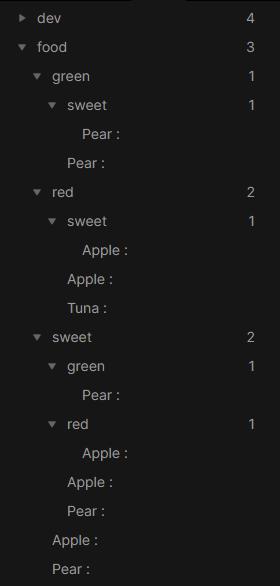 dev 4
food 3
green 1
sweet 1
Pear :
Pear :
red 2
sweet 1
Apple :
Apple :
Tuna :
sweet 2
green 1
Pear :
red 1
Apple :
Apple :
Pear :
Apple :
Pear :